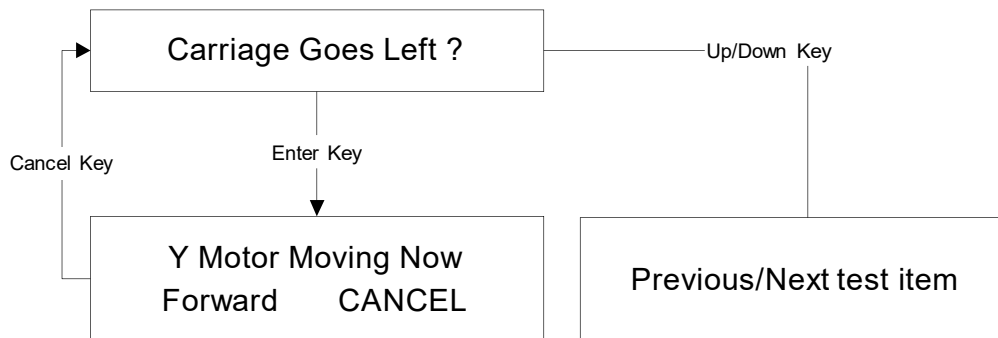 Carriage Goes Left ?
Up/Down Key
Cancel Key
Enter Key
Y Motor Moving Now
Forward CANCEL
Previous/Next test item